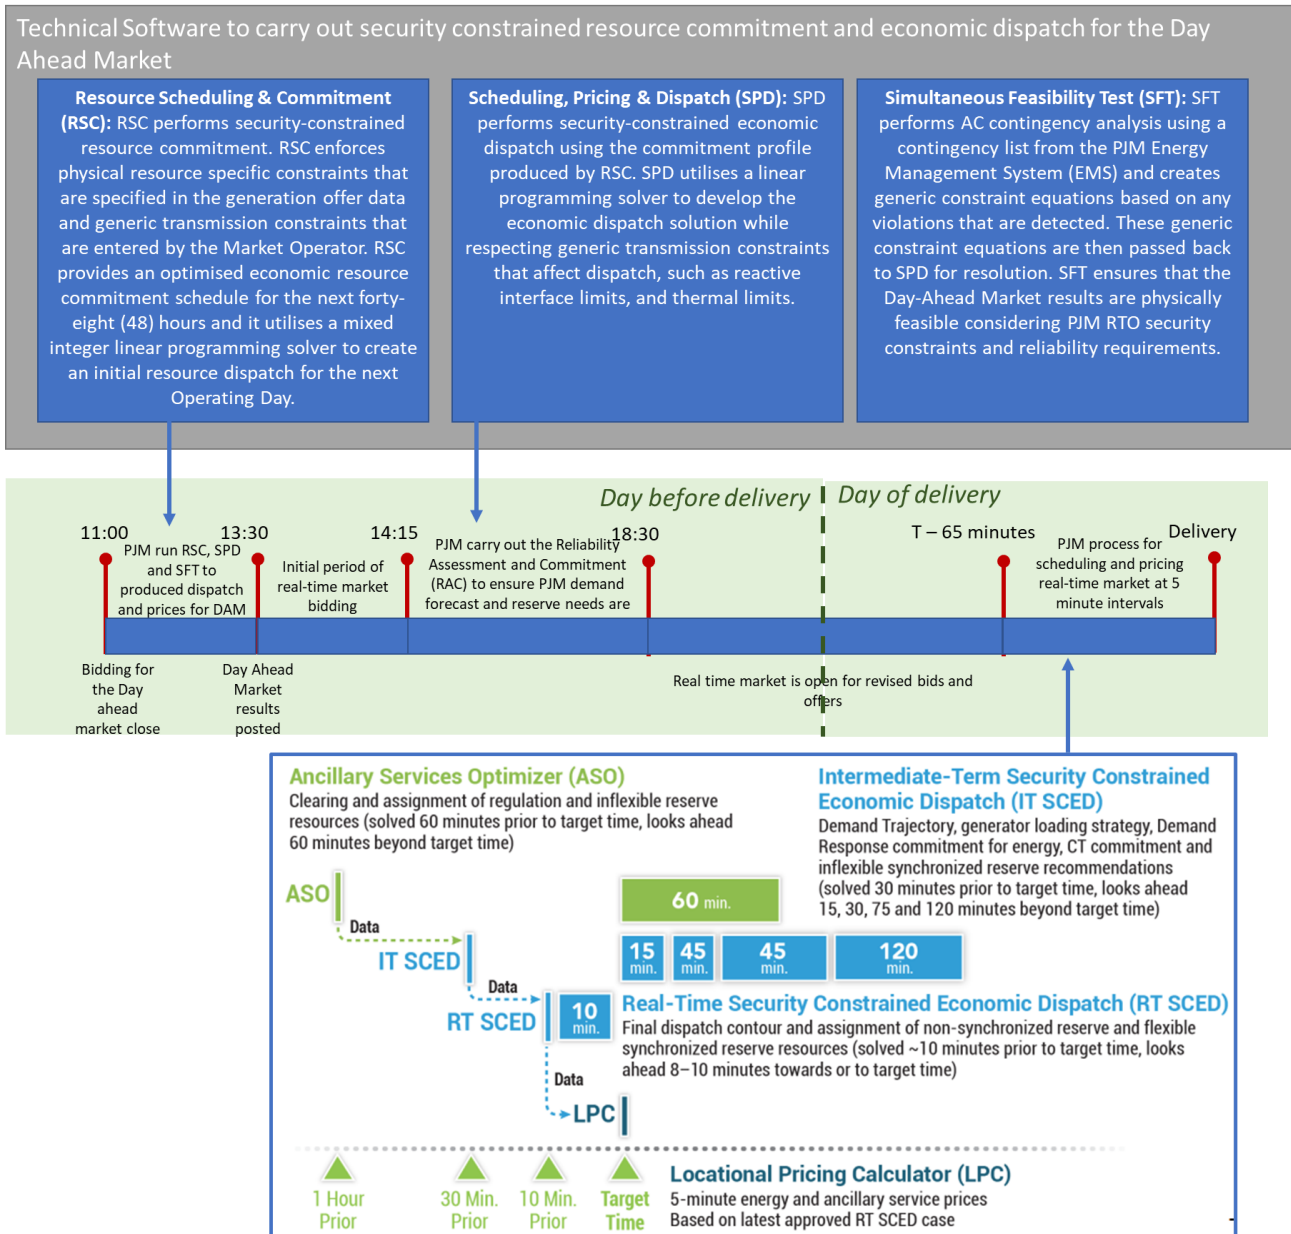 Technical Software to carry out security constrained resource commitment and economic dispatch for the Day
Ahead Market
Resource Scheduling & Commitment
(RSC): RSC performs security-constrained
resource commitment. RSC enforces
physical resource specific constraints that
are specified in the generation offer data
and generic transmission constraints that
are entered by the Market Operator. RSC
provides an optimised economic resource
commitment schedule for the next forty-
eight (48) hours and it utilises a mixed
integer linear programming solver to create
an initial resource dispatch for the next
Operating Day.
Scheduling, Pricing & Dispatch (SPD): SPD
performs security-constrained economic
dispatch using the commitment profile
produced by RSC. SPD utilises a linear
programming solver to develop the
economic dispatch solution while
respecting generic transmission constraints
that affect dispatch, such as reactive
interface limits, and thermal limits.
Simultaneous Feasibility Test (SFT): SFT
performs AC contingency analysis using a
contingency list from the PJM Energy
Management System (EMS) and creates
generic constraint equations based on any
violations that are detected. These generic
constraint equations are then passed back
to SPD for resolution. SFT ensures that the
Day-Ahead Market results are physically
feasible considering PJM RTO security
constraints and reliability requirements.
Day before delivery
Day of delivery
11:00
PJM run RSC, SPD
and SFT to
produced dispatch
and prices for DAM
13:30
Initial period of
real-time market
bidding
14:15
PJM carry out the Reliability
Assessment and Commitment
(RAC) to ensure PJM demand
forecast and reserve needs are
18:30
T – 65 minutes
PJM process for
scheduling and pricing
real-time market at 5
minute intervals
Delivery
Bidding for
the Day
ahead
market close
Day Ahead
Market
results
posted
Real time market is open for revised bids and
offers
Ancillary Services Optimizer (ASO)
Clearing and assignment of regulation and inflexible reserve
resources (solved 60 minutes prior to target time, looks ahead
60 minutes beyond target time)
Intermediate-Term Security Constrained
Economic Dispatch (IT SCED)
Demand Trajectory, generator loading strategy, Demand
Response commitment for energy, CT commitment and
inflexible synchronized reserve recommendations
(solved 30 minutes prior to target time, looks ahead
15, 30, 75 and 120 minutes beyond target time)
ASO
60 min.
Data
IT SCED
15 min.
45 min.
45 min.
120 min.
Data
RT SCED
10 min.
Real-Time Security Constrained Economic Dispatch (RT SCED)
Final dispatch contour and assignment of non-synchronized reserve and flexible
synchronized reserve resources (solved ~10 minutes prior to target time, looks
ahead 8–10 minutes towards or to target time)
Data
LPC
1 Hour
Prior
30 Min.
Prior
10 Min.
Prior
Target
Time
Locational Pricing Calculator (LPC)
5-minute energy and ancillary service prices
Based on latest approved RT SCED case